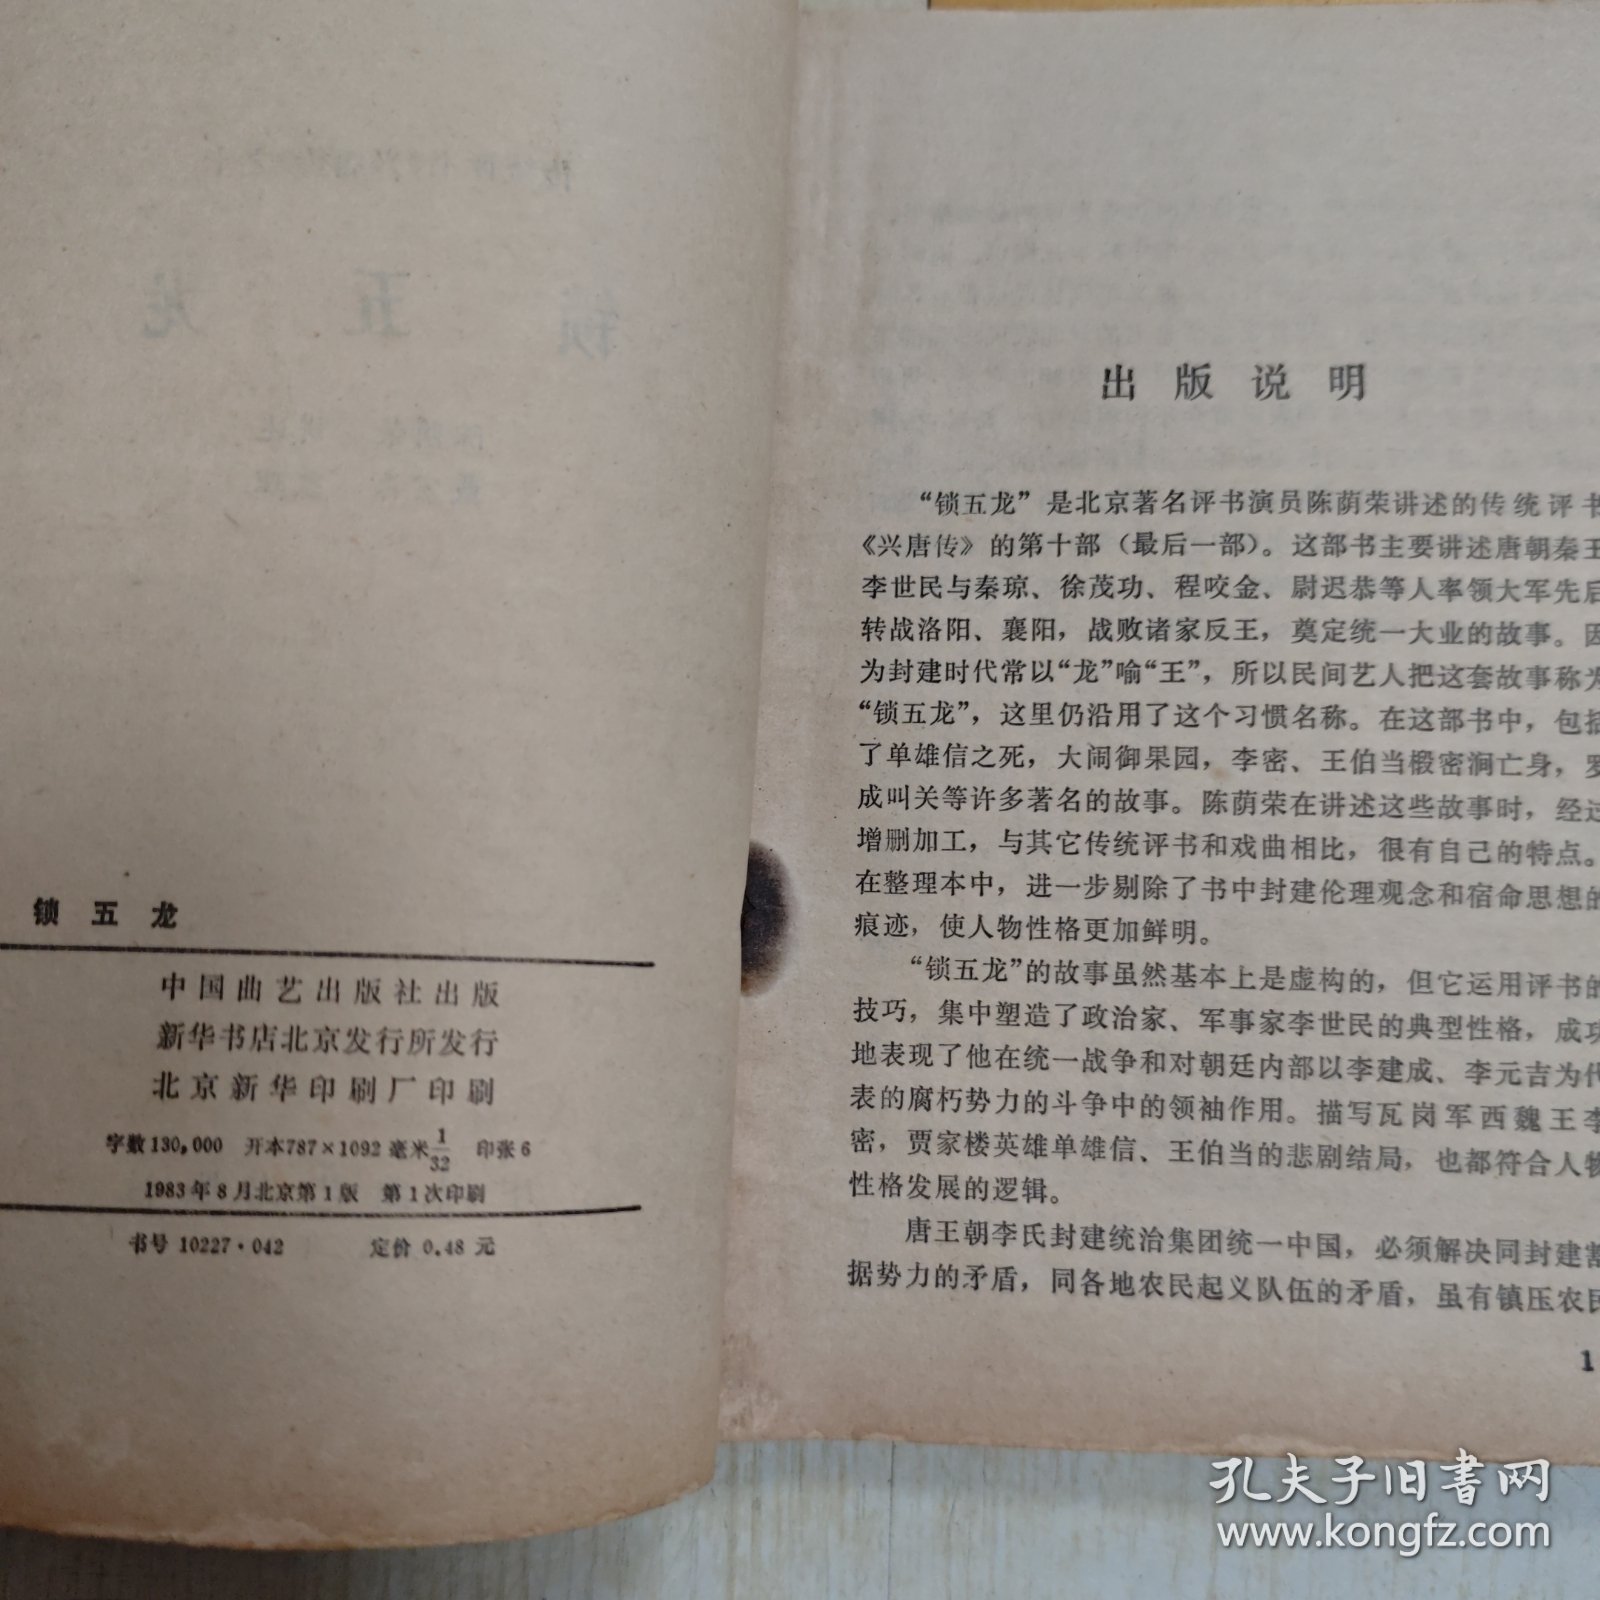 锁五龙
中国曲艺出版社出版
新华书店北京发行所发行
北京新华印刷厂印刷
字数130,000 开本787×1092毫米1/32 印张6
1983年8月北京第1版 第1次印刷
书号 10227·042 定价 0.48 元
出版说明
“锁五龙”是北京著名评书演员陈荫荣讲述的传统评书
《兴唐传》的第十部（最后一部）。这部书主要讲述唐朝秦王
李世民与秦琼、徐茂功、程咬金、尉迟恭等人率领大军先后
转战洛阳、襄阳，战败诸家反王，奠定统一大业的故事。因
为封建时代常以“龙”喻“王”，所以民间艺人把这套故事称为
“锁五龙”，这里仍沿用了这个习惯名称。在这部书中，包括
了单雄信之死，大闹御果园，李密、王伯当椴密涧亡身，罗
成叫关等许多著名的故事。陈荫荣在讲述这些故事时，经过
增删加工，与其它传统评书和戏曲相比，很有自己的特点。
在整理本中，进一步剔除了书中封建伦理观念和宿命思想的
痕迹，使人物性格更加鲜明。
“锁五龙”的故事虽然基本上是虚构的，但它运用评书的
技巧，集中塑造了政治家、军事家李世民的典型性格，成功
地表现了他在统一战争和对朝廷内部以李建成、李元吉为代
表的腐朽势力的斗争中的领袖作用。描写瓦岗军西魏王李
密，贾家楼英雄单雄信、王伯当的悲剧结局，也都符合人物
性格发展的逻辑。
唐王朝李氏封建统治集团统一中国，必须解决同封建割
据势力的矛盾，同各地农民起义队伍的矛盾，虽有镇压农民
1
孔夫子旧书网
www.kongfz.com